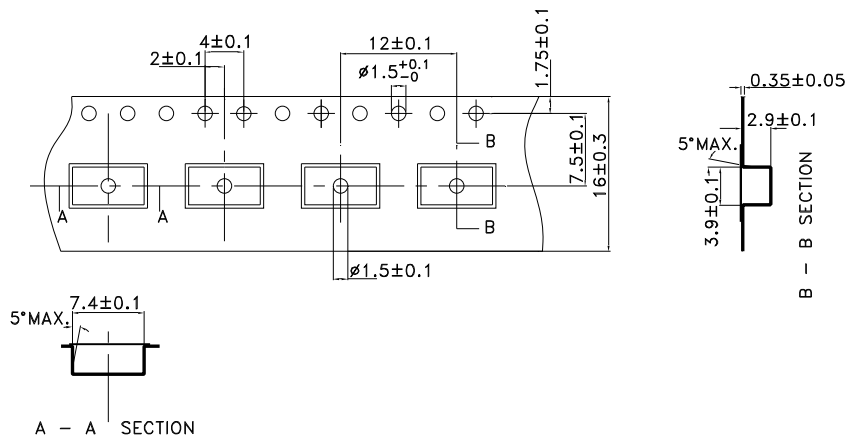 4±0.1
2±0.1
12±0.1
ø1.5+0.1 -0
1.75±0.1
7.5±0.1
16±0.3
B
B
A
A
ø1.5±0.1
0.35±0.05
2.9±0.1
5°MAX.
3.9±0.1
B – B SECTION
7.4±0.1
5°MAX.
A – A SECTION